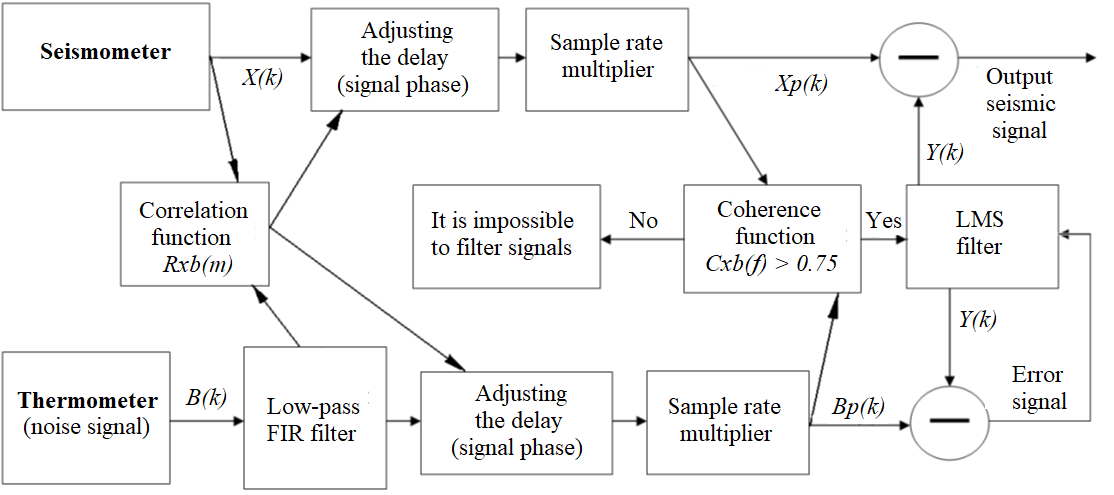 Seismometer
X(k)
Adjusting
the delay
(signal phase)
Sample rate
multiplier
Xp(k)
Output
seismic
signal
Y(k)
Correlation
function
Rxb(m)
It is impossible
to filter signals
No
Coherence
function
Cxb(f) > 0.75
Yes
LMS
filter
Y(k)
Thermometer
(noise signal)
B(k)
Low-pass
FIR filter
Adjusting
the delay
(signal phase)
Sample rate
multiplier
Bp(k)
Error
signal